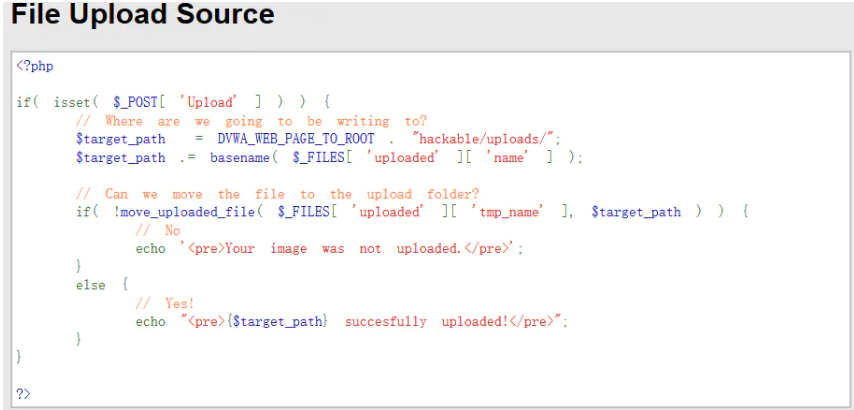 File Upload Source
<?php
if( isset( $_POST[ 'Upload' ] ) ) {
// Where are we going to be writing to?
$target_path = DVWA_WEB_PAGE_TO_ROOT . "hackable/uploads/";
$target_path .= basename( $_FILES[ 'uploaded' ][ 'name' ] );
// Can we move the file to the upload folder?
if( !move_uploaded_file( $_FILES[ 'uploaded' ][ 'tmp_name' ], $target_path ) ) {
// No
echo '<pre>Your image was not uploaded.</pre>';
}
else {
// Yes!
echo "<pre>{$target_path} succesfully uploaded!</pre>";
}
}
?>